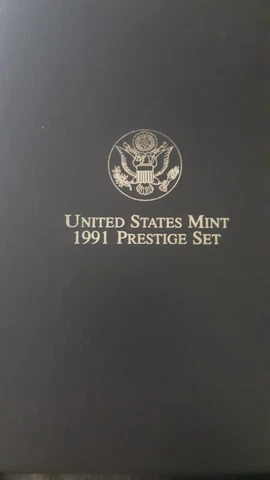 UNITED STATES MINT
1991 PRESTIGE SET